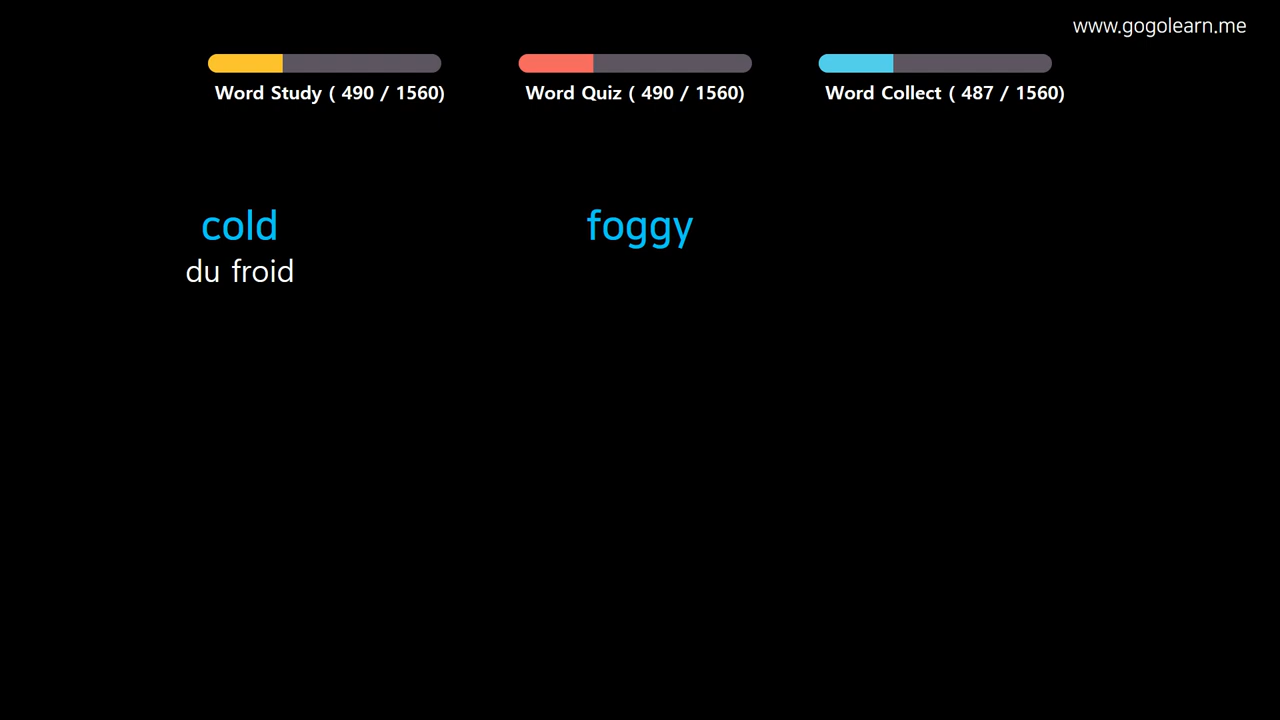 www.gogolearn.me
Word Study ( 490 / 1560)
Word Quiz ( 490 / 1560)
Word Collect ( 487 / 1560)
cold
du froid
foggy